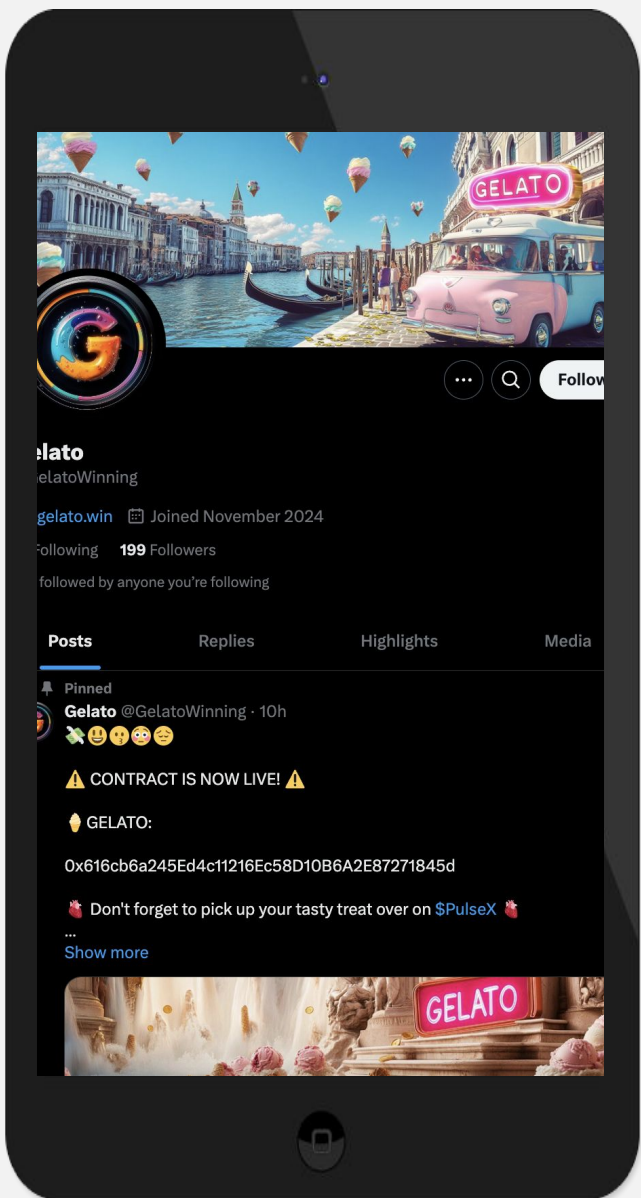 GELATO
G
Follow
elato
elatoWinning
gelato.win Joined November 2024
Following 199 Followers
followed by anyone you're following
Posts Replies Highlights Media
Pinned
Gelato @GelatoWinning · 10h
💸😃😗😳😔
⚠️ CONTRACT IS NOW LIVE! ⚠️
🍦 GELATO:
0x616cb6a245Ed4c11216Ec58D10B6A2E87271845d
🫀 Don't forget to pick up your tasty treat over on $PulseX 🫀
...
Show more
GELATO